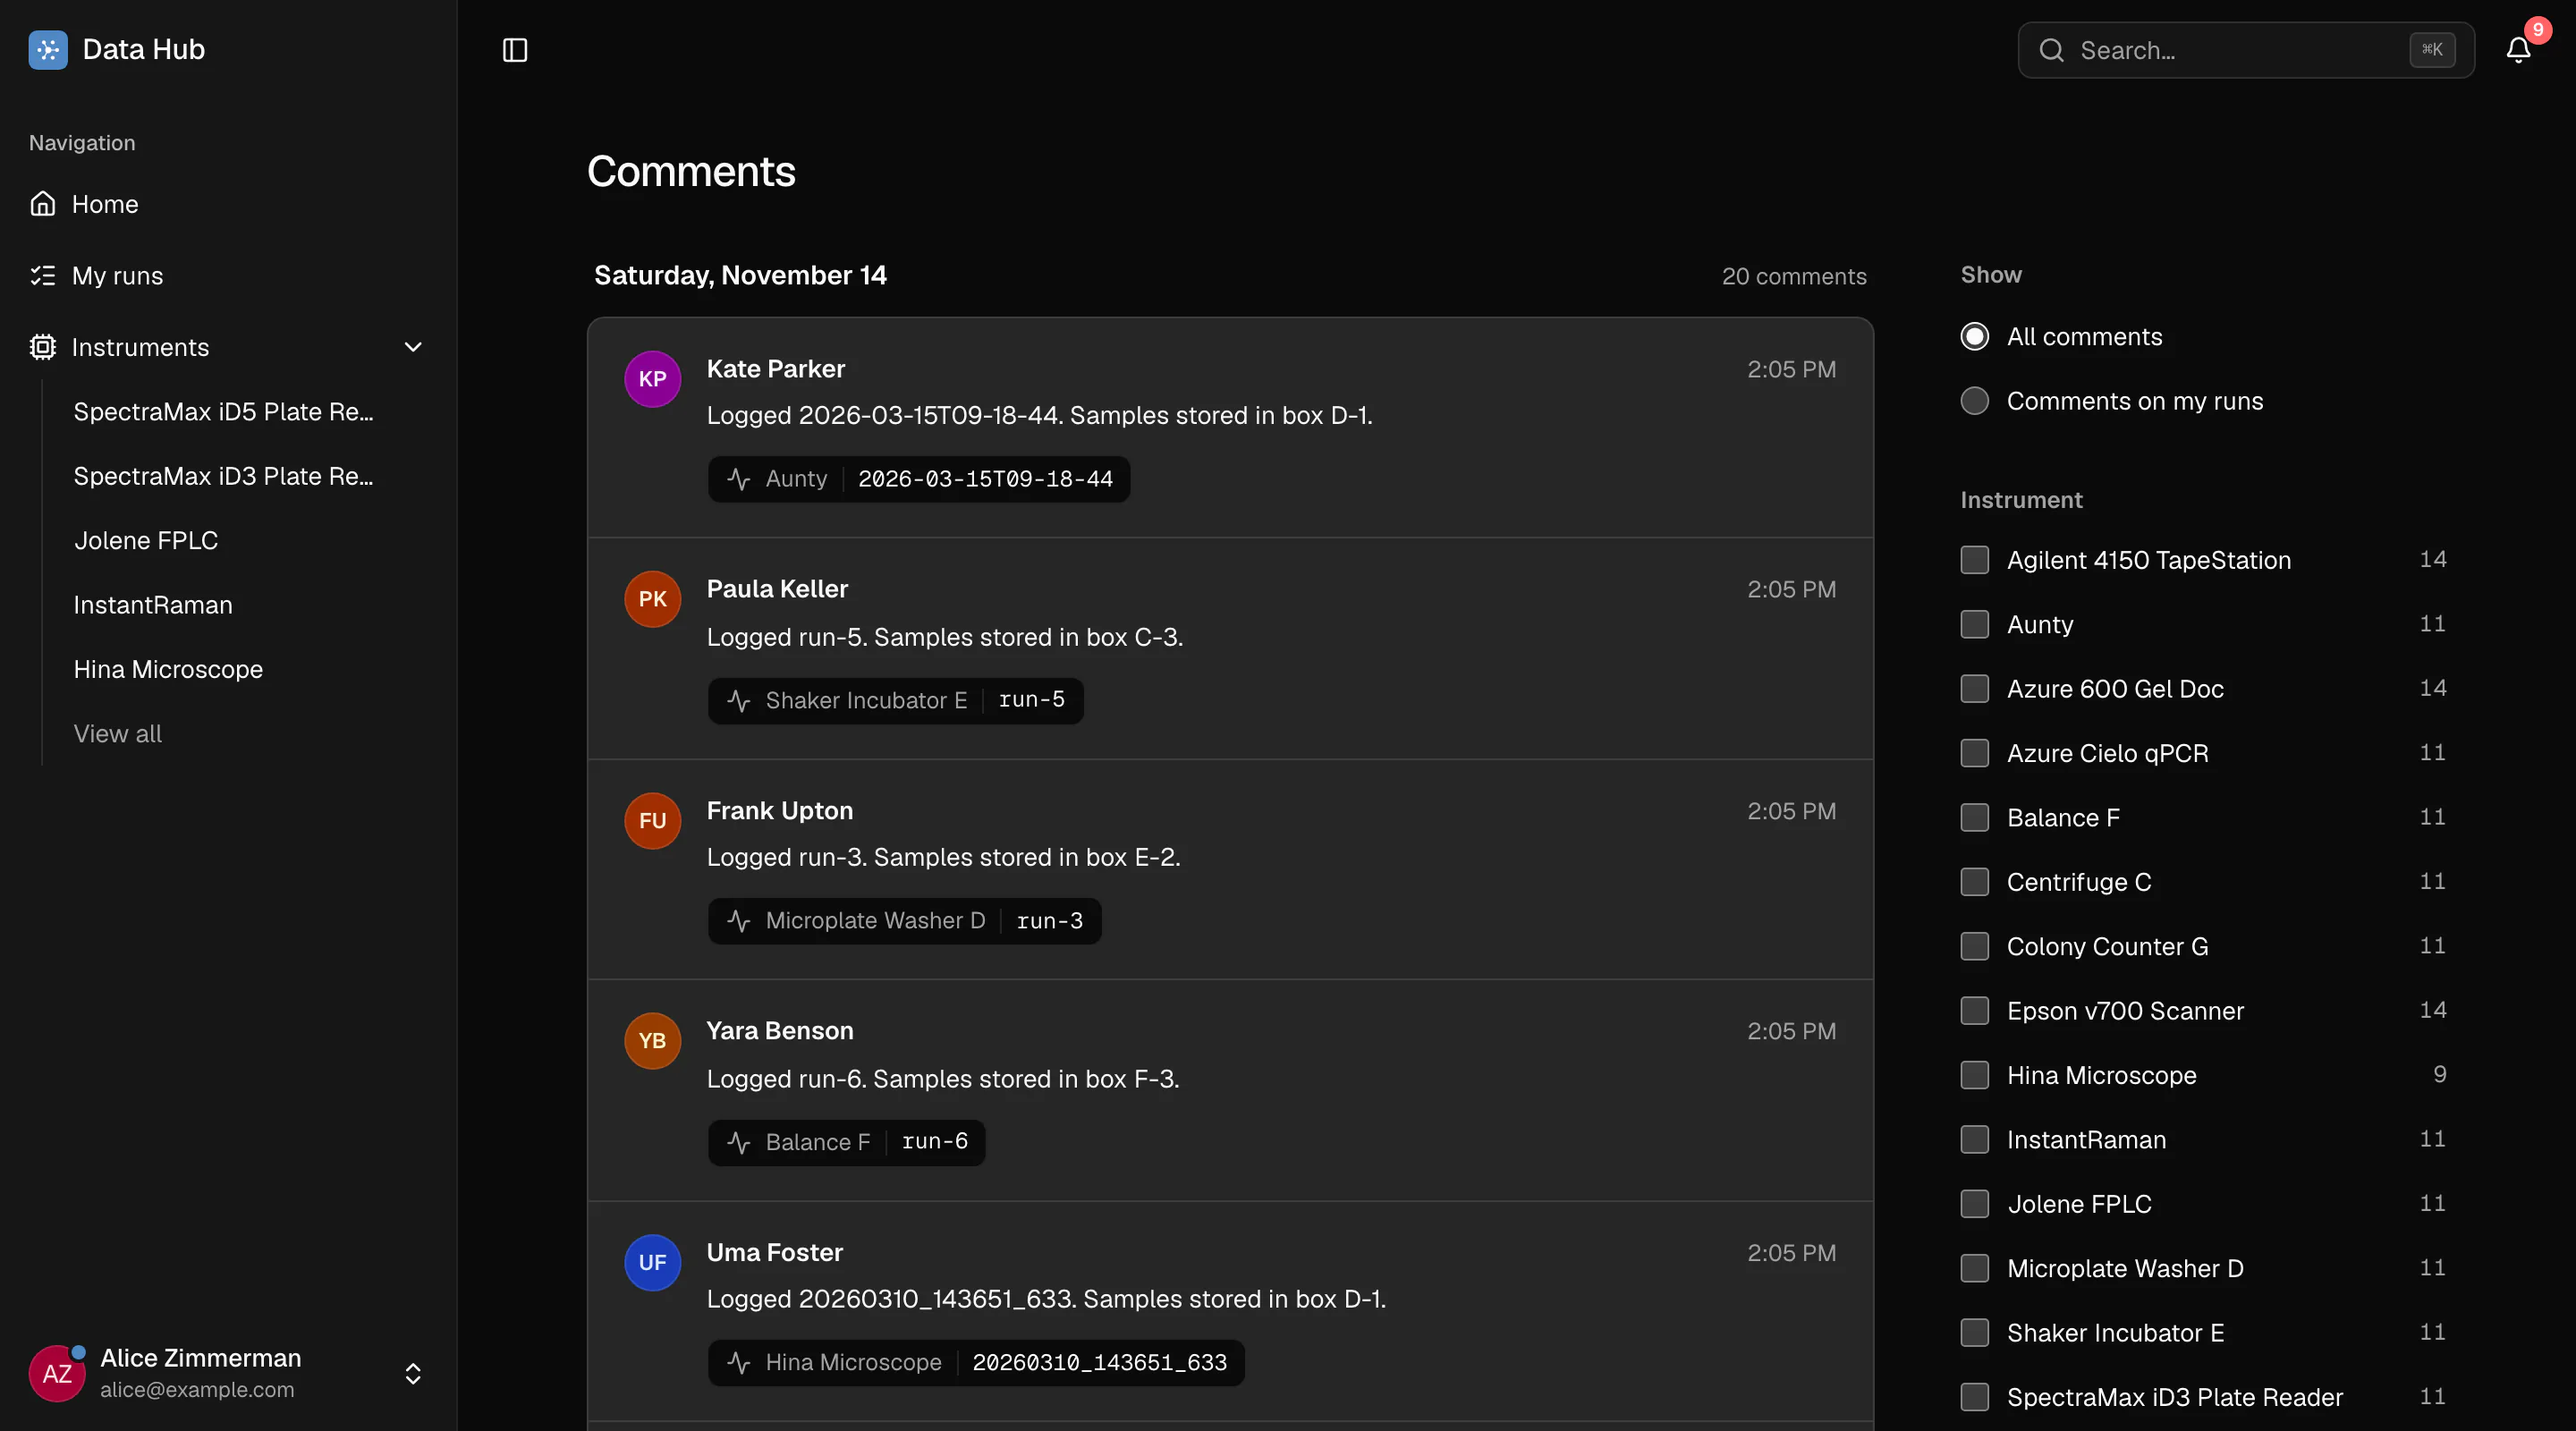 Data Hub
Navigation
Home
My runs
Instruments
SpectraMax iD5 Plate Re...
SpectraMax iD3 Plate Re...
Jolene FPLC
InstantRaman
Hina Microscope
View all
AZ
Alice Zimmerman
alice@example.com
Search...
⌘K
9
Comments
Saturday, November 14
20 comments
KP
Kate Parker
2:05 PM
Logged 2026-03-15T09-18-44. Samples stored in box D-1.
Aunty
2026-03-15T09-18-44
PK
Paula Keller
2:05 PM
Logged run-5. Samples stored in box C-3.
Shaker Incubator E
run-5
FU
Frank Upton
2:05 PM
Logged run-3. Samples stored in box E-2.
Microplate Washer D
run-3
YB
Yara Benson
2:05 PM
Logged run-6. Samples stored in box F-3.
Balance F
run-6
UF
Uma Foster
2:05 PM
Logged 20260310_143651_633. Samples stored in box D-1.
Hina Microscope
20260310_143651_633
Show
All comments
Comments on my runs
Instrument
Agilent 4150 TapeStation 14
Aunty 11
Azure 600 Gel Doc 14
Azure Cielo qPCR 11
Balance F 11
Centrifuge C 11
Colony Counter G 11
Epson v700 Scanner 14
Hina Microscope 9
InstantRaman 11
Jolene FPLC 11
Microplate Washer D 11
Shaker Incubator E 11
SpectraMax iD3 Plate Reader 11